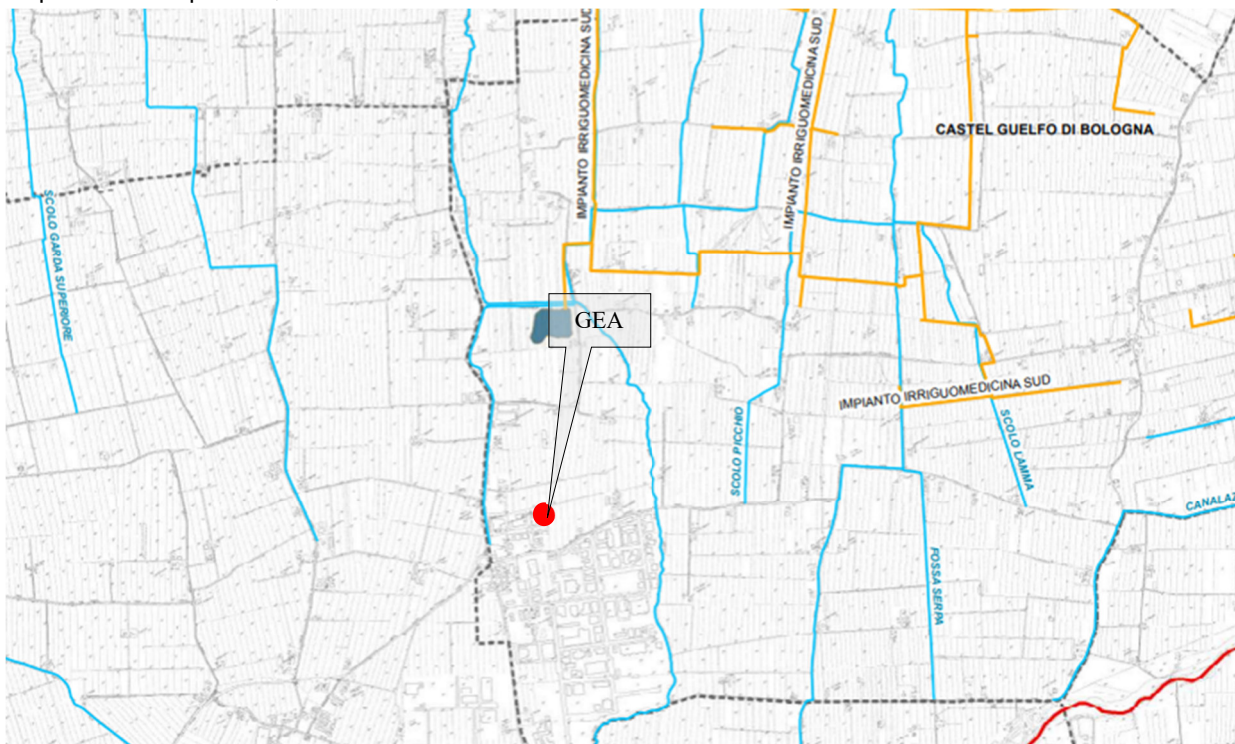 IMPIANTO IRRIGUOMEDICINA SUD
IMPIANTO IRRIGUOMEDICINA SUD
CASTEL GUELFO DI BOLOGNA
SCOLO GARDA SUPERIORE
GEA
IMPIANTO IRRIGUOMEDICINA SUD
SCOLO PICCHIO
SCOLO LAMMA
CANALAZ
FOSSA SERPA